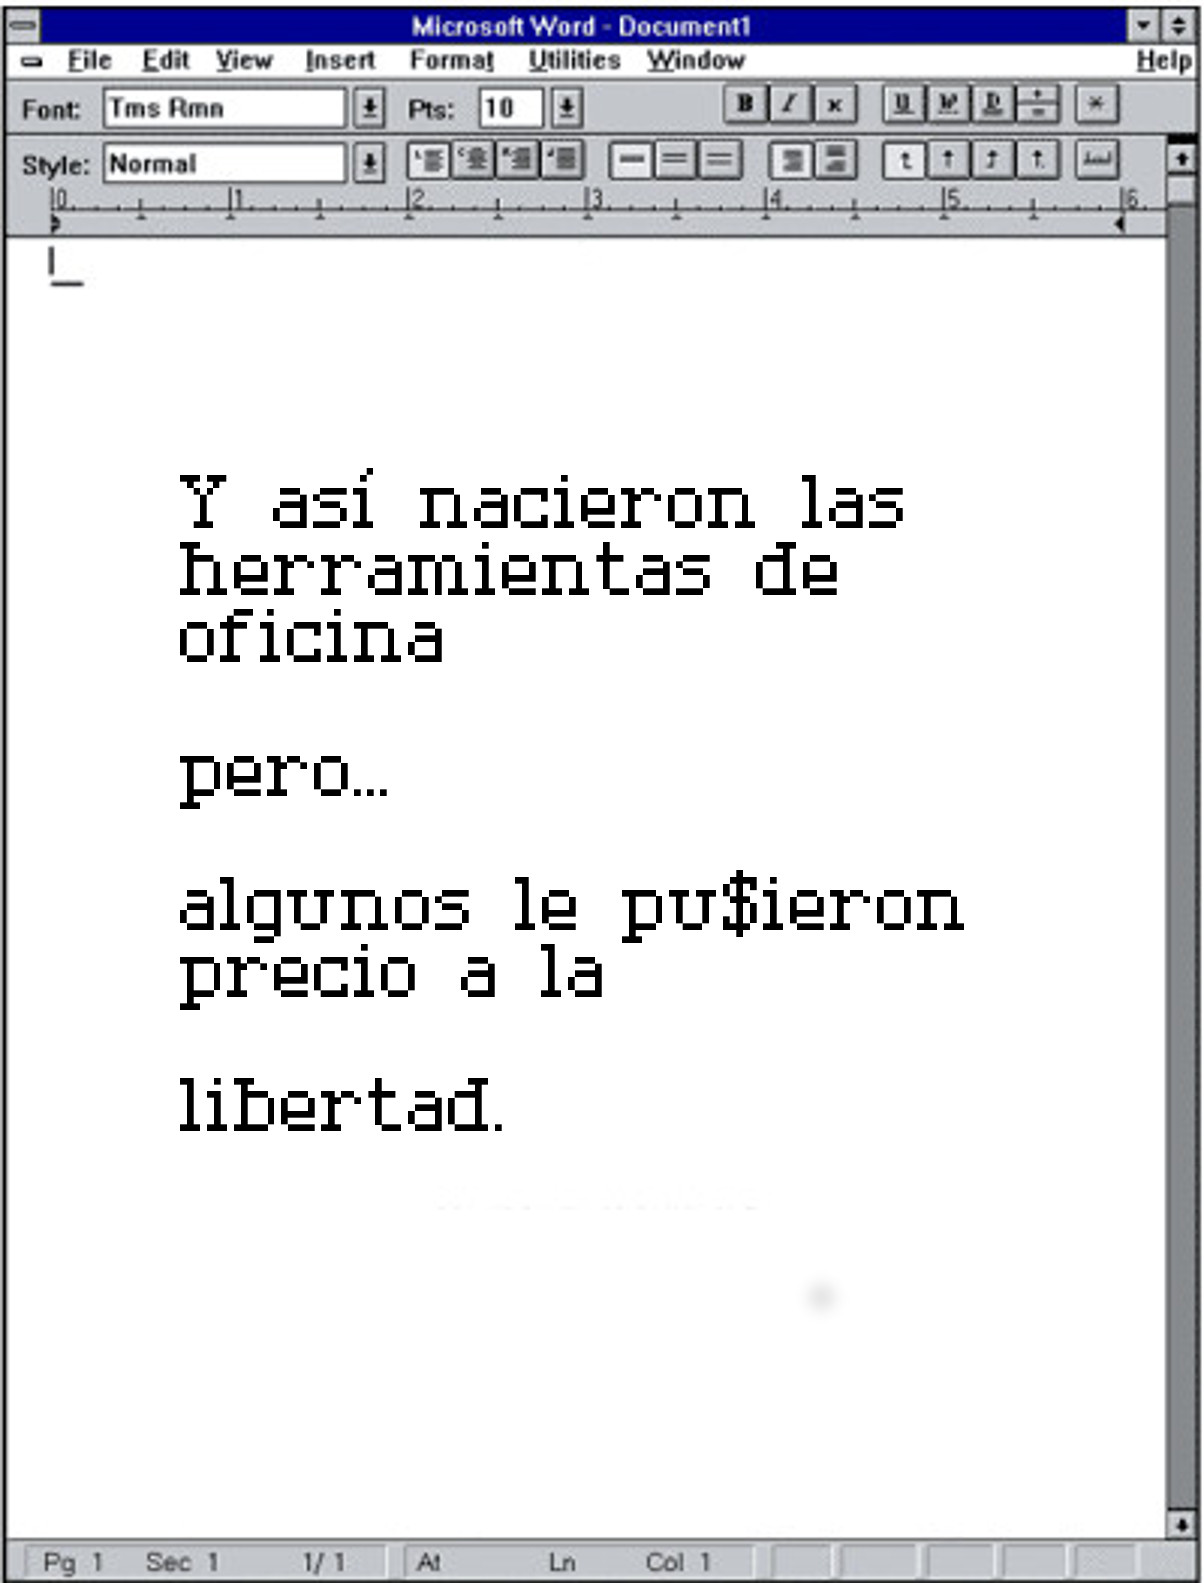 Microsoft Word - Document1
File Edit View Insert Format Utilities Window Help
Font: Tms Rmn Pts: 10 B I K U W D
Style: Normal
0 1 2 3 4 5 6
Y así nacieron las
herramientas de
oficina
pero...
algunos le pu$ieron
precio a la
libertad.
Pg 1 Sec 1 1/1 At Ln Col 1